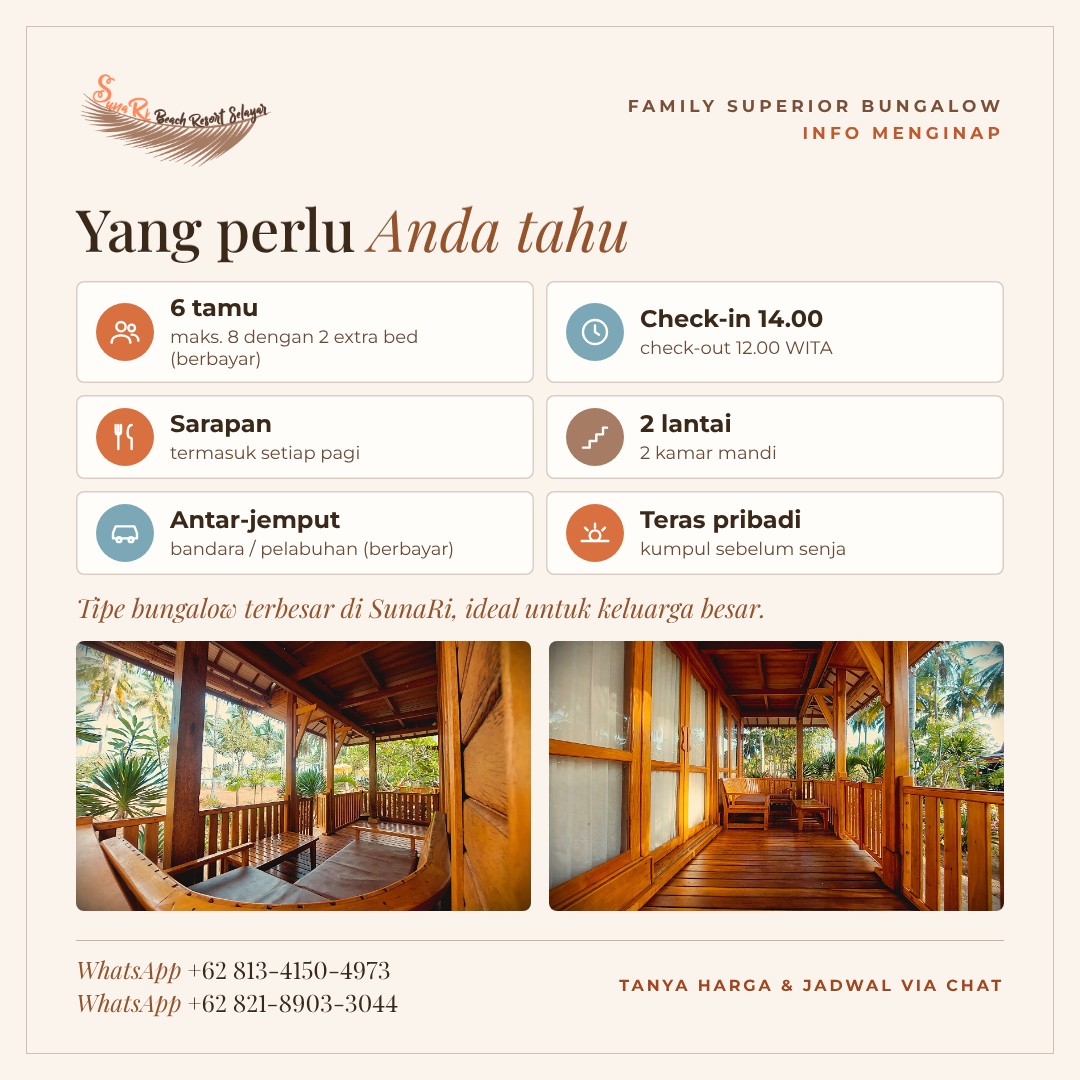 SunaRi Beach Resort Selayar
FAMILY SUPERIOR BUNGALOW
INFO MENGINAP
Yang perlu Anda tahu
6 tamu
maks. 8 dengan 2 extra bed
(berbayar)
Check-in 14.00
check-out 12.00 WITA
Sarapan
termasuk setiap pagi
2 lantai
2 kamar mandi
Antar-jemput
bandara / pelabuhan (berbayar)
Teras pribadi
kumpul sebelum senja
Tipe bungalow terbesar di SunaRi, ideal untuk keluarga besar.
WhatsApp +62 813-4150-4973
WhatsApp +62 821-8903-3044
TANYA HARGA & JADWAL VIA CHAT